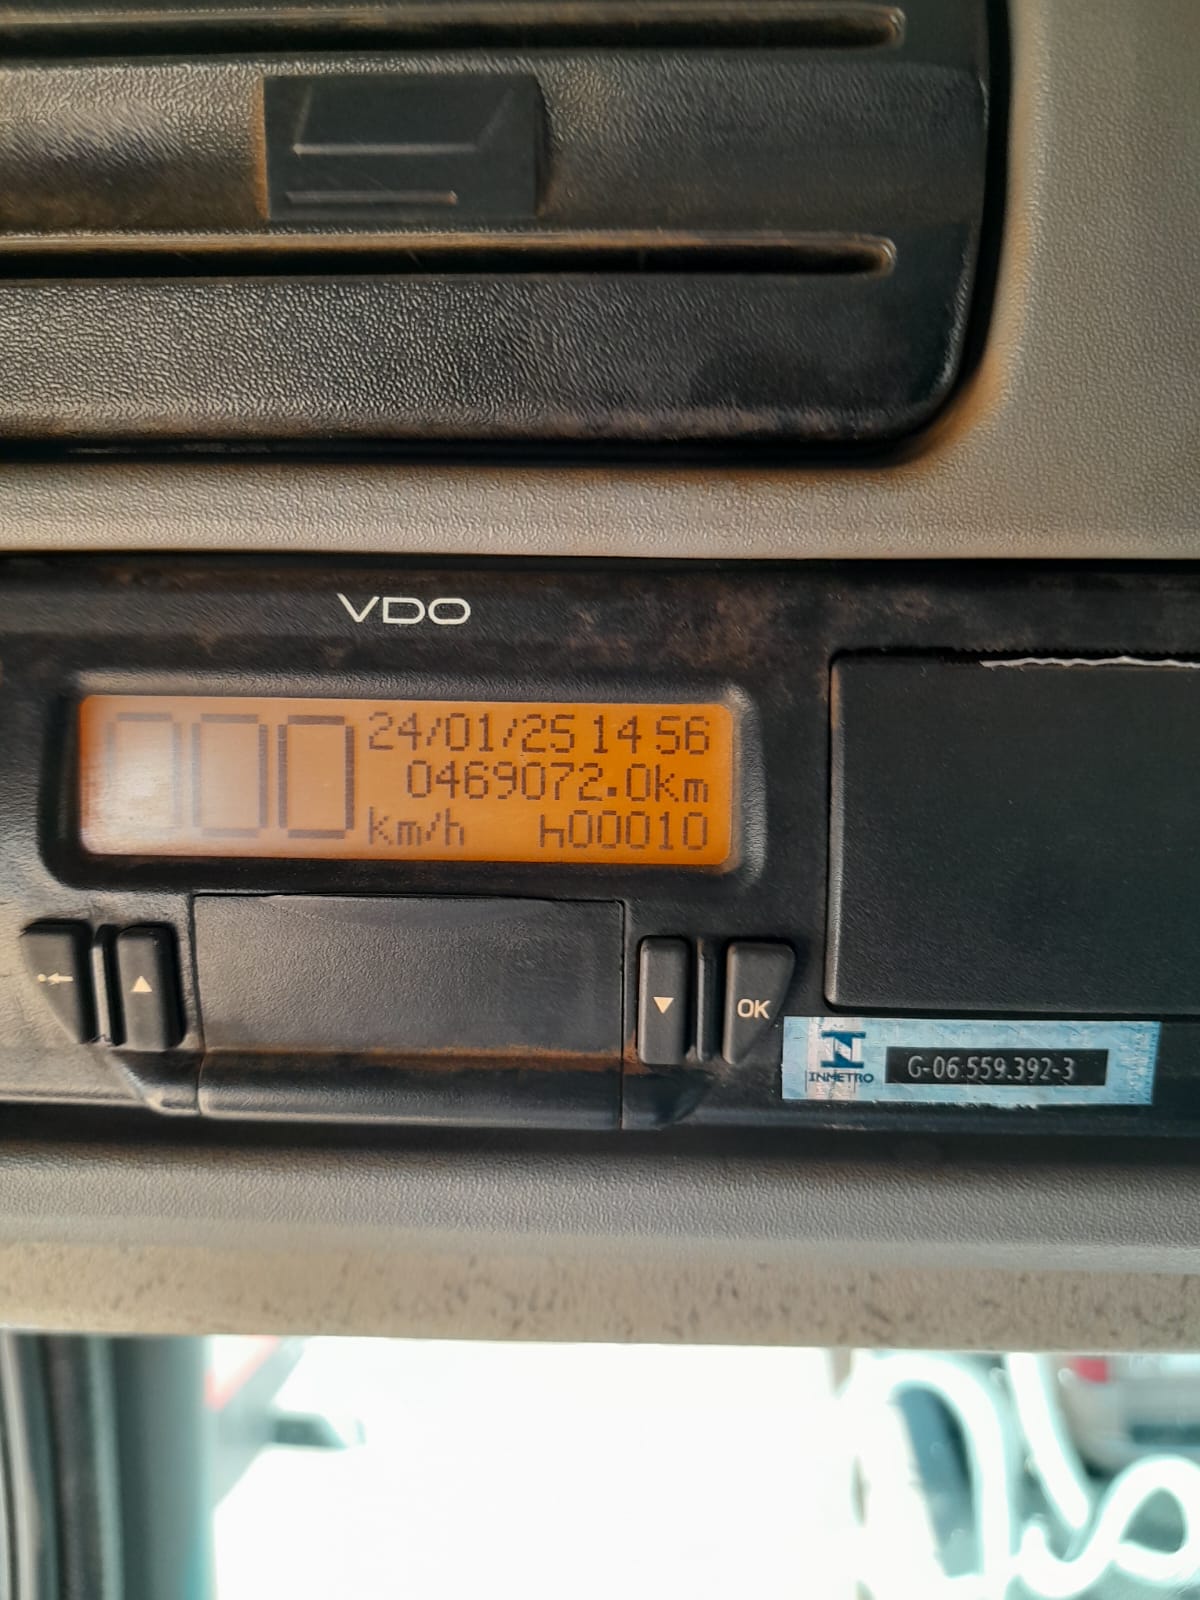 VDO
000 24/01/25 14 56
0469072.0km
km/h h00010
OK
INMETRO
G-06.559.392-3